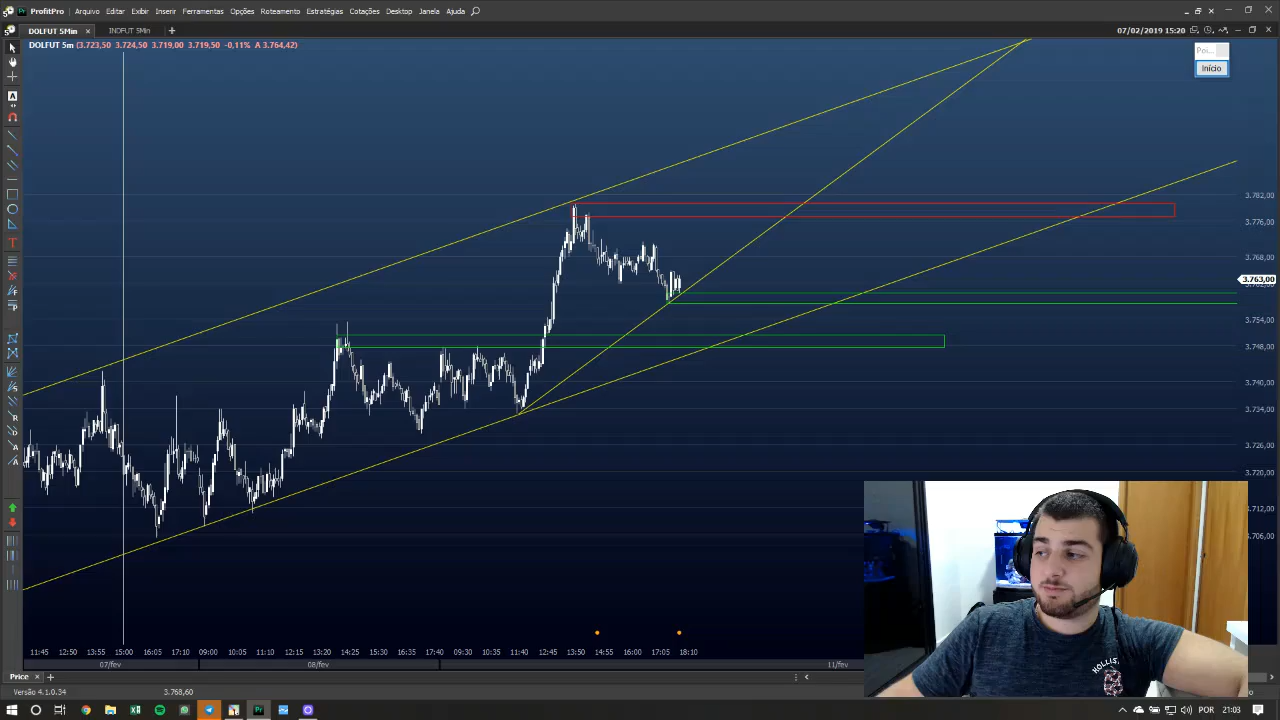 ProfitPro Arquivo Editar Exibir Inserir Ferramentas Opções Roteamento Estratégias Cotações Desktop Janela Ajuda
DOLFUT 5Min INDFUT 5Min 07/02/2019 15:20
DOLFUT 5m (3.723,50 3.724,50 3.719,00 3.719,50 -0,11% A 3.764,42)
Início
3.782,00
3.776,00
3.768,00
3.763,00
3.754,00
3.748,00
3.740,00
3.734,00
3.726,00
3.720,00
3.712,00
3.706,00
HOLLIS
11:45 12:50 13:55 15:00 16:05 17:10 09:00 10:10 11:15 12:15 13:20 14:25 15:30 16:30 17:35 09:25 10:35 11:40 12:45 13:50 14:55 16:00 17:05 18:10
07/fev 08/fev 11/fev
Price
Versão 4.1.0.34 3.768,60
POR 21:03